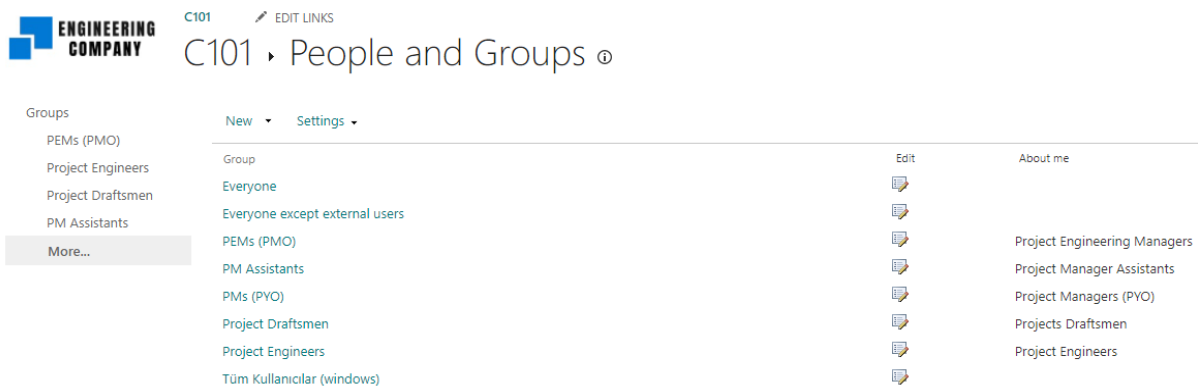 ENGINEERING
COMPANY
C101 EDIT LINKS
C101 ▸ People and Groups
Groups
PEMs (PMO)
Project Engineers
Project Draftsmen
PM Assistants
More...
New Settings
Group Edit About me
Everyone
Everyone except external users
PEMs (PMO) Project Engineering Managers
PM Assistants Project Manager Assistants
PMs (PYO) Project Managers (PYO)
Project Draftsmen Projects Draftsmen
Project Engineers Project Engineers
Tüm Kullanıcılar (windows)